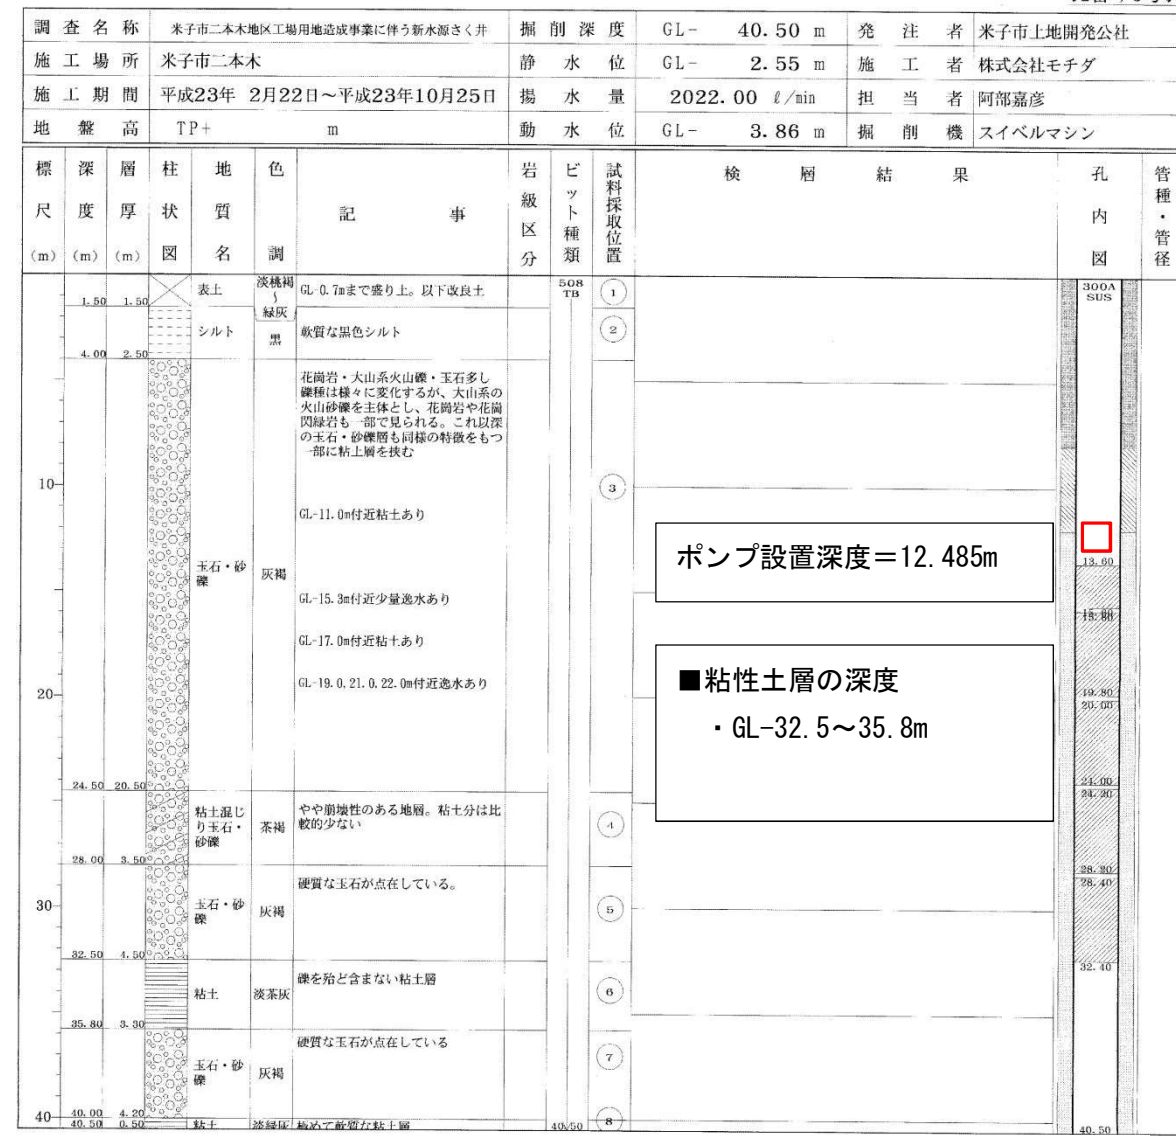 調査名称 米子市二本木地区工場用地造成事業に伴う新水源さく井 掘削深度 GL- 40.50 m 発注者 米子市土地開発公社
施工場所 米子市二本木 静水位 GL- 2.55 m 施工者 株式会社モチダ
施工期間 平成23年 2月22日~平成23年10月25日 揚水量 2022.00 ℓ/min 担当者 阿部嘉彦
地盤高 TP+ m 動水位 GL- 3.86 m 掘削機 スイベルマシン
標尺(m) 深度(m) 層厚(m) 柱状図 地質名 色調 記事 岩級区分 ビット種類 試料採取位置 検層結果 孔内図 管種・管径
1.50 1.50 表土 淡桃褐~緑灰 GL-0.7mまで盛り土。以下改良土 508 TB 1 300A SUS
4.00 2.50 シルト 黒 軟質な黒色シルト 2
花崗岩・大山系火山礫・玉石多し
礫種は様々に変化するが、大山系の
火山砂礫を主体とし、花崗岩や花崗
閃緑岩も一部で見られる。これ以深
の玉石・砂礫層も同様の特徴をもつ
一部に粘土層を挟む
10 3
GL-11.0m付近粘土あり
ポンプ設置深度=12.485m
13.60
玉石・砂礫 灰褐
GL-15.3m付近少量逸水あり
15.80
GL-17.0m付近粘土あり
■粘性土層の深度
・GL-32.5~35.8m
GL-19.0,21.0,22.0m付近逸水あり
20 19.80
20.00
24.50 20.50 24.00
24.20
粘土混じり玉石・砂礫 茶褐 やや崩壊性のある地層。粘土分は比
較的少ない 4
28.00 3.50 28.20
28.40
硬質な玉石が点在している。
30 玉石・砂礫 灰褐 5
32.50 4.50 32.40
礫を殆ど含まない粘土層
粘土 淡茶灰 6
35.80 3.30
硬質な玉石が点在している
玉石・砂礫 灰褐 7
40 40.00 4.20 8
40.50 0.50 粘土 淡緑灰 極めて軟質な粘土層 40.50 40.50